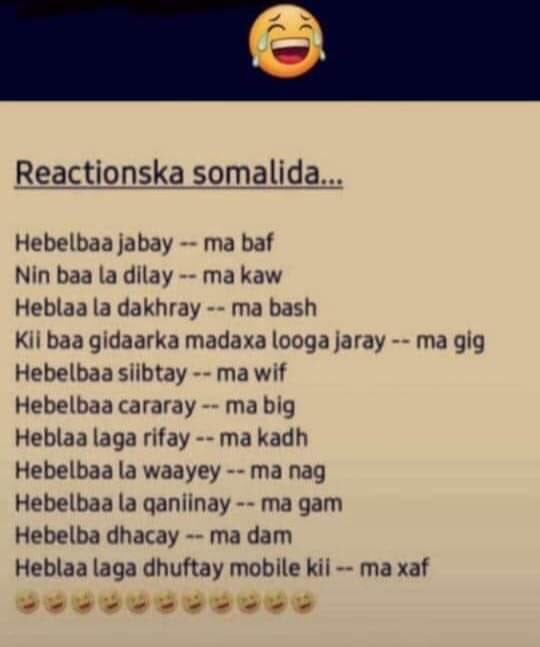 Reactionska somalida...
Hebelbaa jabay -- ma baf
Nin baa la dilay -- ma kaw
Heblaa la dakhray -- ma bash
Kii baa gidaarka madaxa looga jaray -- ma gig
Hebelbaa siibtay -- ma wif
Hebelbaa cararay -- ma big
Heblaa laga rifay -- ma kadh
Hebelbaa la waayey -- ma nag
Hebelbaa la qaniinay -- ma gam
Hebelba dhacay -- ma dam
Heblaa laga dhuftay mobile kii -- ma xaf